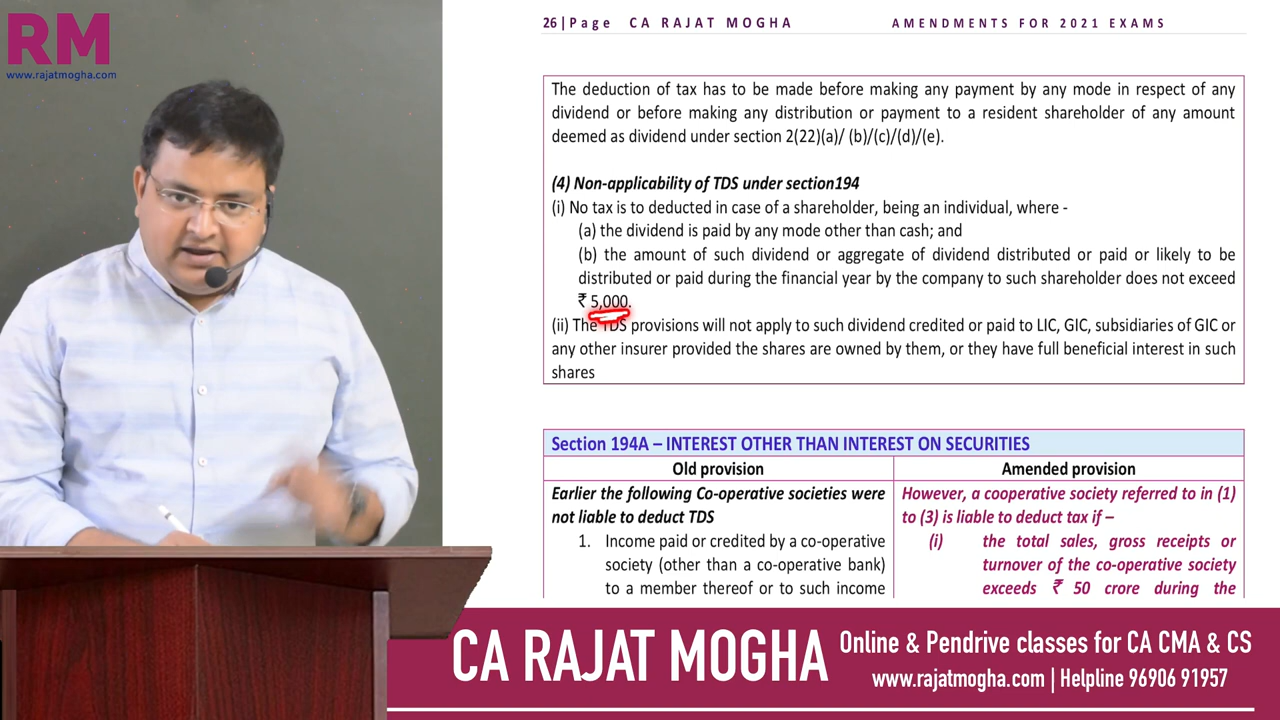 RM
www.rajatmogha.com
26 | Page CA RAJAT MOGHA AMENDMENTS FOR 2021 EXAMS
The deduction of tax has to be made before making any payment by any mode in respect of any
dividend or before making any distribution or payment to a resident shareholder of any amount
deemed as dividend under section 2(22)(a)/ (b)/(c)/(d)/(e).
(4) Non-applicability of TDS under section194
(i) No tax is to deducted in case of a shareholder, being an individual, where -
(a) the dividend is paid by any mode other than cash; and
(b) the amount of such dividend or aggregate of dividend distributed or paid or likely to be
distributed or paid during the financial year by the company to such shareholder does not exceed
₹ 5,000.
(ii) The TDS provisions will not apply to such dividend credited or paid to LIC, GIC, subsidiaries of GIC or
any other insurer provided the shares are owned by them, or they have full beneficial interest in such
shares
Section 194A – INTEREST OTHER THAN INTEREST ON SECURITIES
Old provision
Earlier the following Co-operative societies were
not liable to deduct TDS
1. Income paid or credited by a co-operative
society (other than a co-operative bank)
to a member thereof or to such income
Amended provision
However, a cooperative society referred to in (1)
to (3) is liable to deduct tax if –
(i) the total sales, gross receipts or
turnover of the co-operative society
exceeds ₹ 50 crore during the
CA RAJAT MOGHA
Online & Pendrive classes for CA CMA & CS
www.rajatmogha.com | Helpline 96906 91957